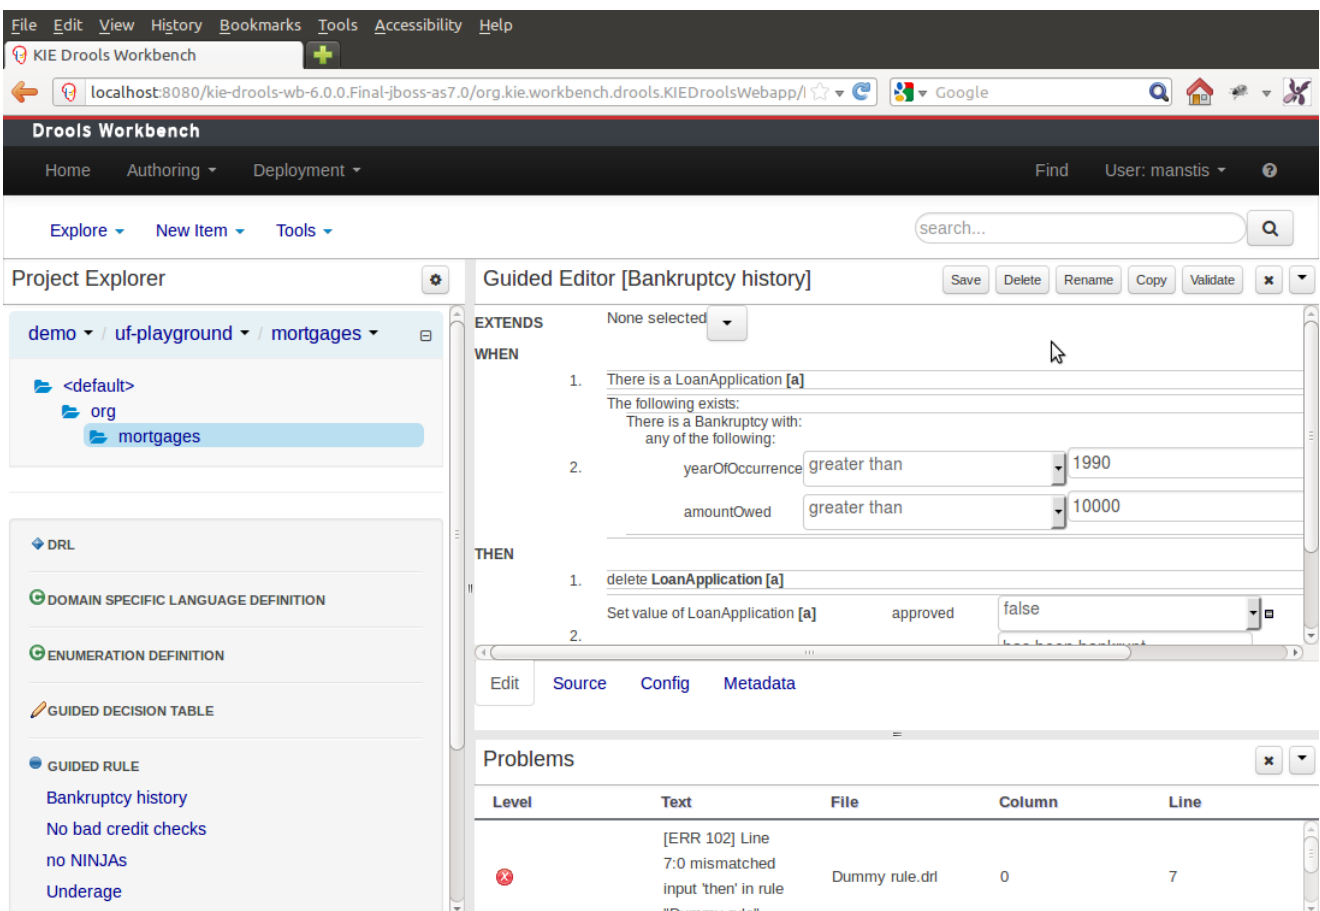 File Edit View History Bookmarks Tools Accessibility Help
KIE Drools Workbench
localhost:8080/kie-drools-wb-6.0.0.Final-jboss-as7.0/org.kie.workbench.drools.KIEDroolsWebapp/ Google
Drools Workbench
Home Authoring Deployment Find User: manstis
Explore New Item Tools search...
Project Explorer
demo / uf-playground / mortgages
<default>
org
mortgages
DRL
DOMAIN SPECIFIC LANGUAGE DEFINITION
ENUMERATION DEFINITION
GUIDED DECISION TABLE
GUIDED RULE
Bankruptcy history
No bad credit checks
no NINJAs
Underage
Guided Editor [Bankruptcy history] Save Delete Rename Copy Validate
EXTENDS None selected
WHEN
1. There is a LoanApplication [a]
The following exists:
There is a Bankruptcy with:
any of the following:
2. yearOfOccurrence greater than 1990
amountOwed greater than 10000
THEN
1. delete LoanApplication [a]
Set value of LoanApplication [a] approved false
2.
has been bankrupt
Edit Source Config Metadata
Problems
Level Text File Column Line
[ERR 102] Line
7:0 mismatched
input 'then' in rule
"Dummy rule"
Dummy rule.drl 0 7